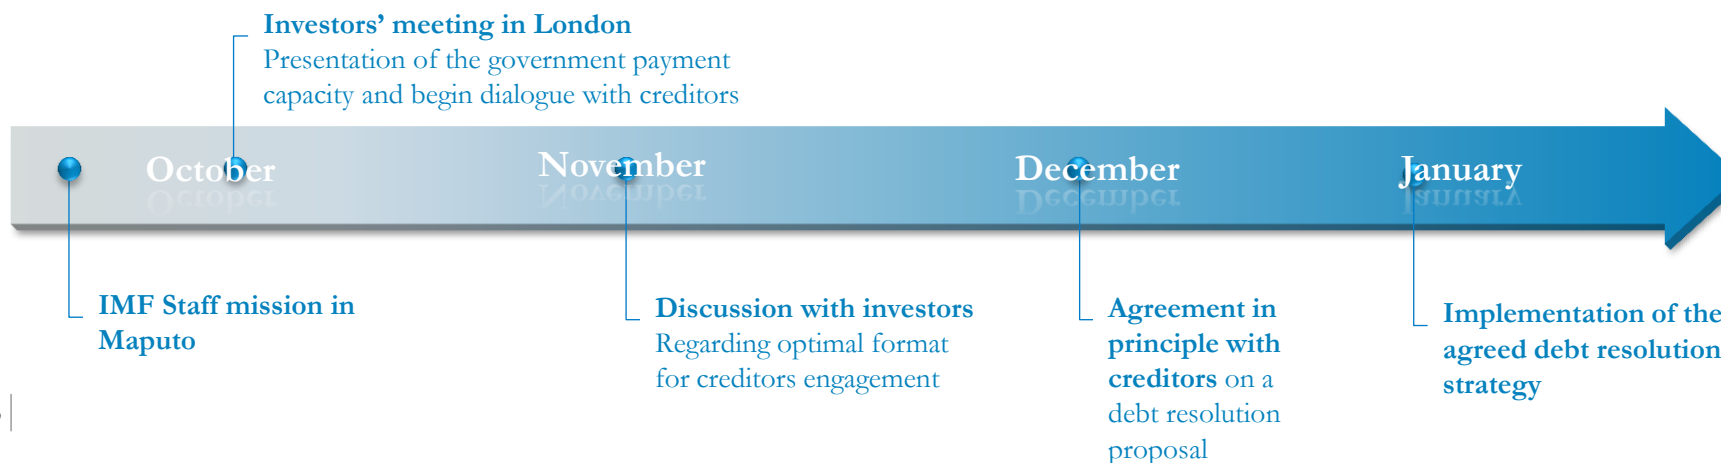 Investors’ meeting in London
Presentation of the government payment
capacity and begin dialogue with creditors
October
November
December
January
IMF Staff mission in
Maputo
Discussion with investors
Regarding optimal format
for creditors engagement
Agreement in
principle with
creditors on a
debt resolution
proposal
Implementation of the
agreed debt resolution
strategy